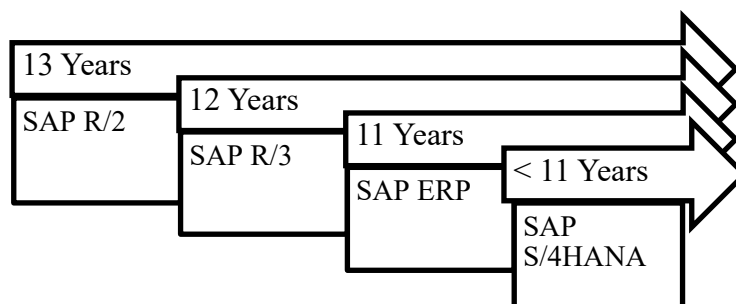 13 Years
SAP R/2
12 Years
SAP R/3
11 Years
SAP ERP
< 11 Years
SAP
S/4HANA